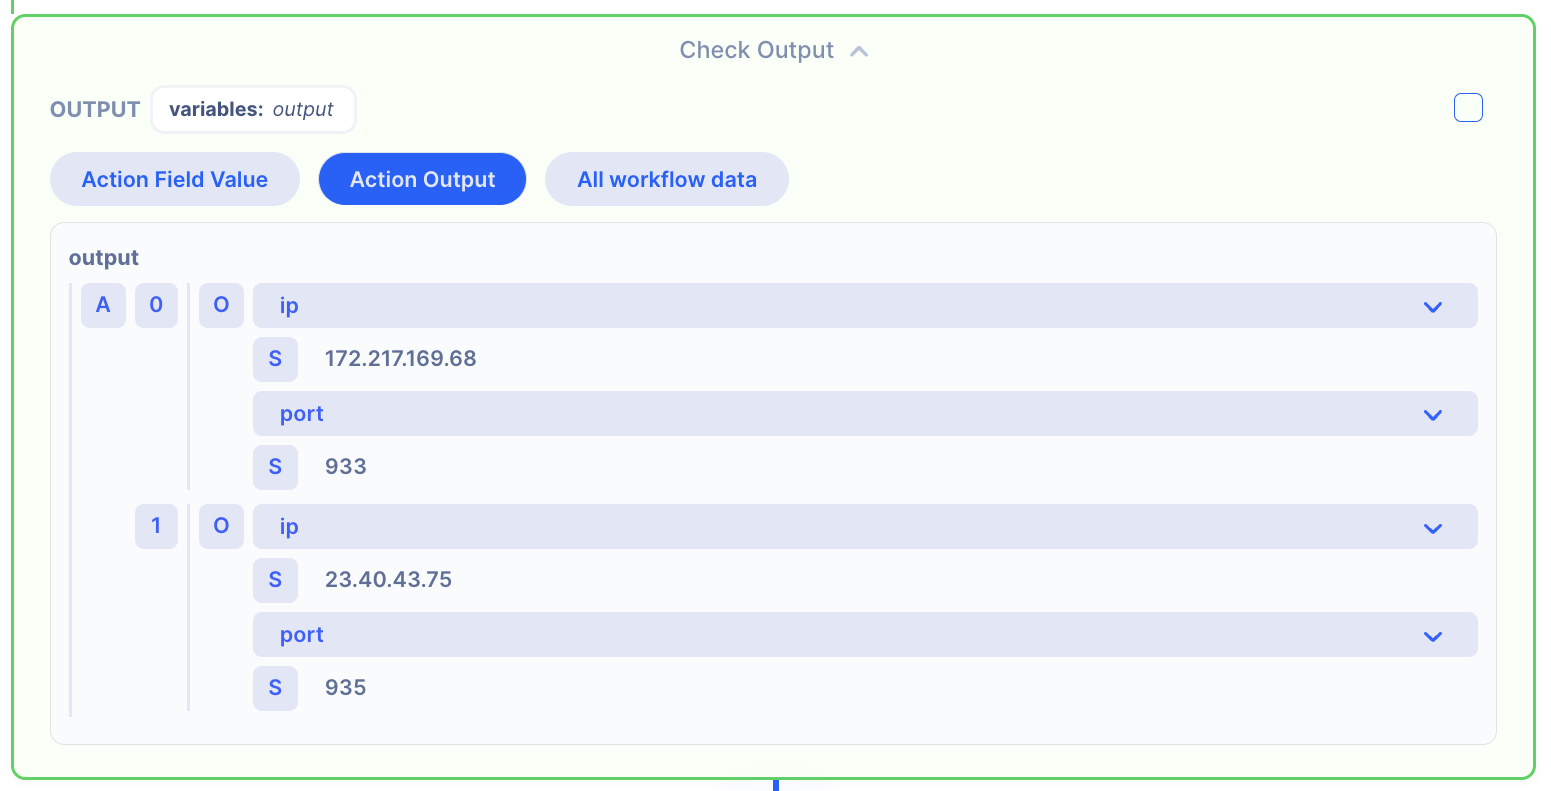 Check Output
OUTPUT variables: output
Action Field Value Action Output All workflow data
output
A 0 O ip
S 172.217.169.68
port
S 933
1 O ip
S 23.40.43.75
port
S 935